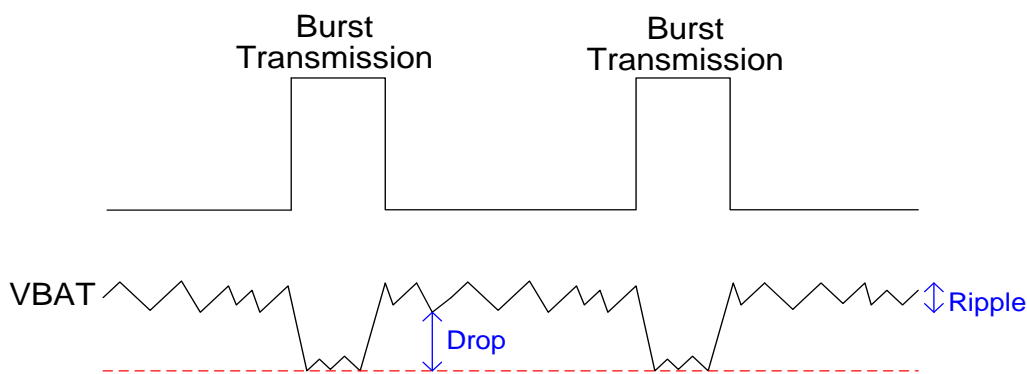 Burst
Transmission
Burst
Transmission
VBAT
Ripple
Drop